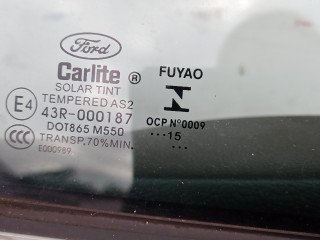 Ford
Carlite ®
SOLAR TINT
TEMPERED AS2
E4 43R-000187
DOT865 M550
CCC TRANSP.70%MIN.
E000989
FUYAO
N
OCP Nº0009
···15···